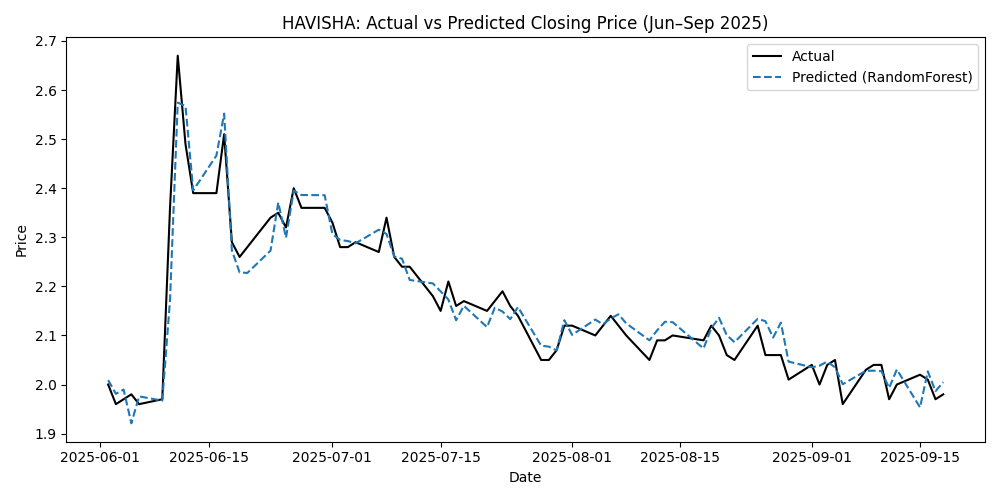 HAVISHA: Actual vs Predicted Closing Price (Jun–Sep 2025)
Actual
Predicted (RandomForest)
Price
2.7
2.6
2.5
2.4
2.3
2.2
2.1
2.0
1.9
2025-06-01 2025-06-15 2025-07-01 2025-07-15 2025-08-01 2025-08-15 2025-09-01 2025-09-15
Date